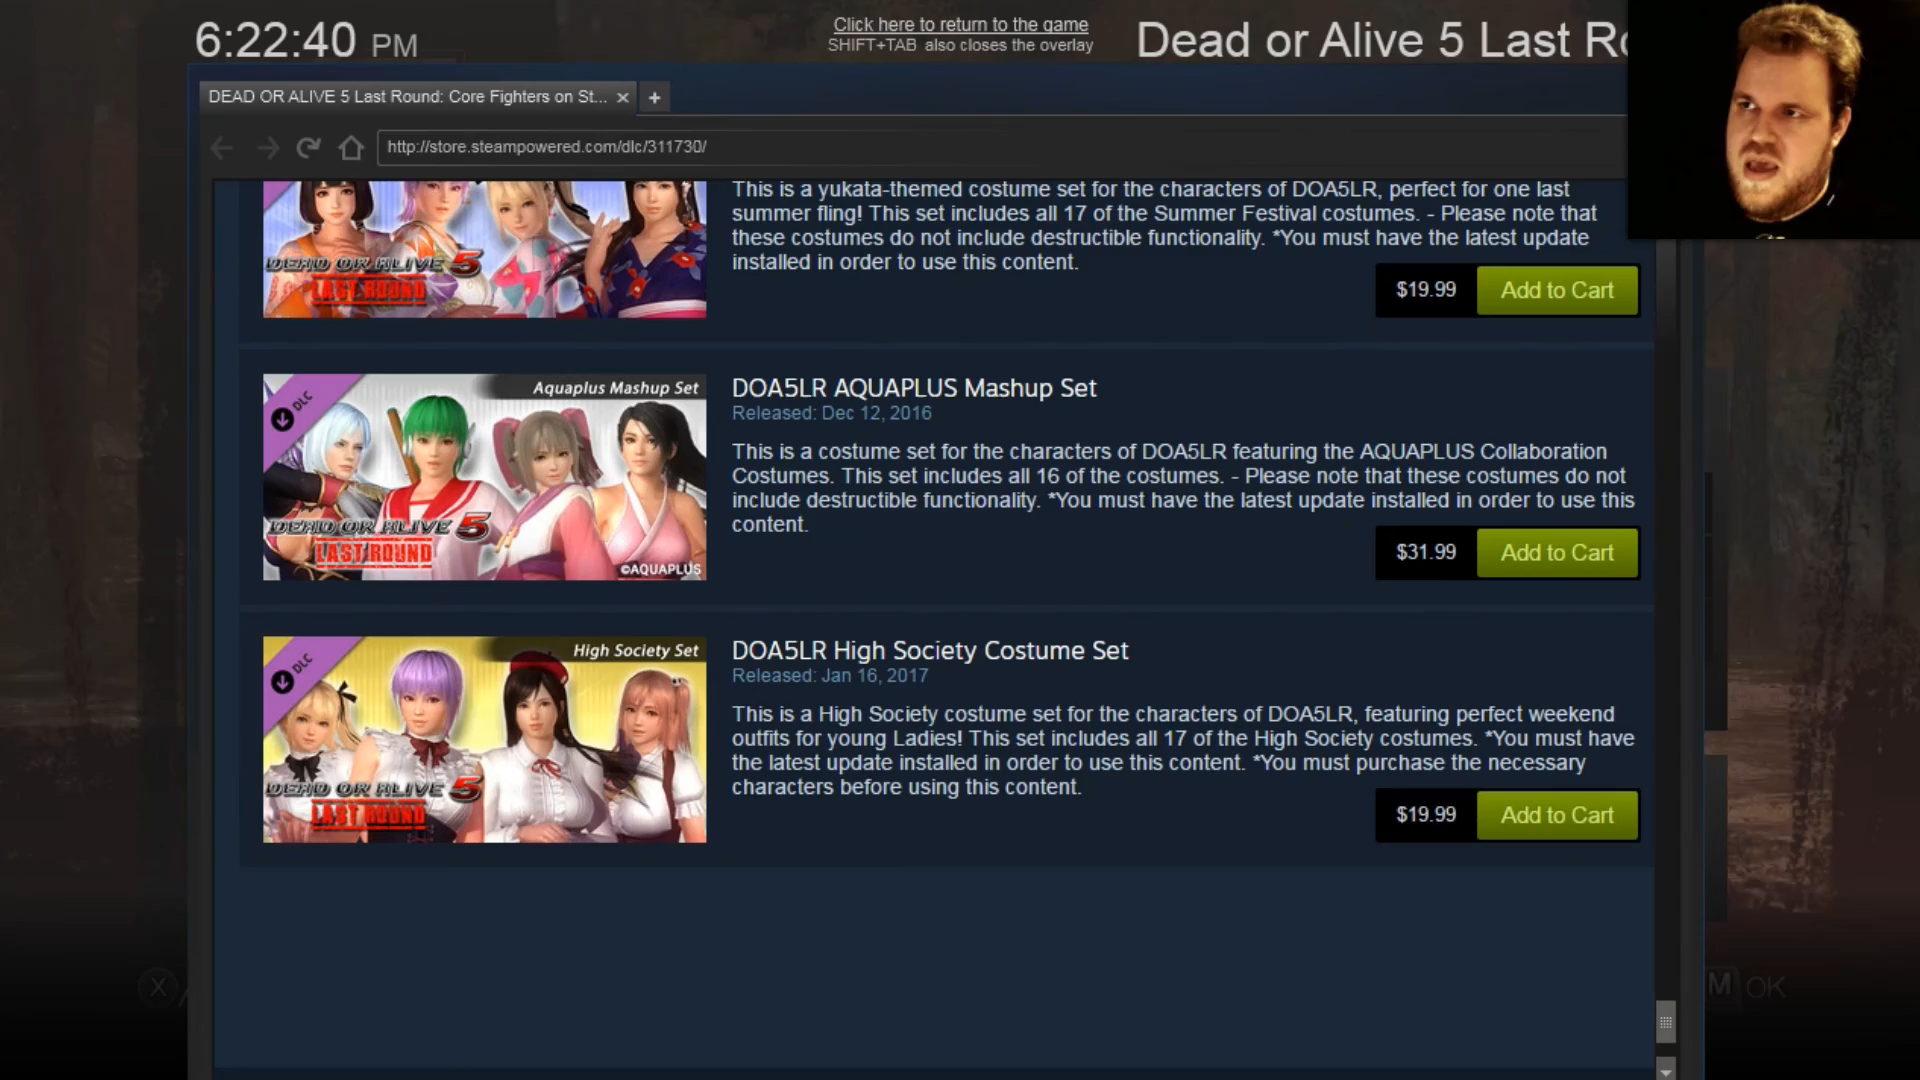 6:22:40 PM
Click here to return to the game
SHIFT+TAB also closes the overlay
Dead or Alive 5 Last
DEAD OR ALIVE 5 Last Round: Core Fighters on St...
http://store.steampowered.com/dlc/311730/
DEAD OR ALIVE 5
LAST ROUND
This is a yukata-themed costume set for the characters of DOA5LR, perfect for one last
summer fling! This set includes all 17 of the Summer Festival costumes. - Please note that
these costumes do not include destructible functionality. *You must have the latest update
installed in order to use this content.
$19.99 Add to Cart
DLC
Aquaplus Mashup Set
DEAD OR ALIVE 5
LAST ROUND
©AQUAPLUS
DOA5LR AQUAPLUS Mashup Set
Released: Dec 12, 2016
This is a costume set for the characters of DOA5LR featuring the AQUAPLUS Collaboration
Costumes. This set includes all 16 of the costumes. - Please note that these costumes do not
include destructible functionality. *You must have the latest update installed in order to use this
content.
$31.99 Add to Cart
DLC
High Society Set
DEAD OR ALIVE 5
LAST ROUND
DOA5LR High Society Costume Set
Released: Jan 16, 2017
This is a High Society costume set for the characters of DOA5LR, featuring perfect weekend
outfits for young Ladies! This set includes all 17 of the High Society costumes. *You must have
the latest update installed in order to use this content. *You must purchase the necessary
characters before using this content.
$19.99 Add to Cart
X
M OK